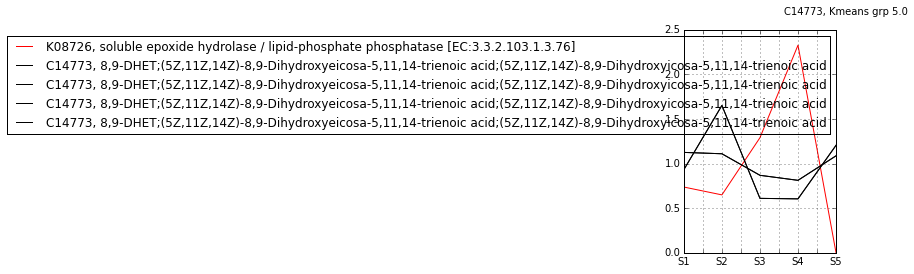 C14773, Kmeans grp 5.0
K08726, soluble epoxide hydrolase / lipid-phosphate phosphatase [EC:3.3.2.103.1.3.76]
C14773, 8,9-DHET;(5Z,11Z,14Z)-8,9-Dihydroxyeicosa-5,11,14-trienoic acid;(5Z,11Z,14Z)-8,9-Dihydroxyicosa-5,11,14-trienoic acid
C14773, 8,9-DHET;(5Z,11Z,14Z)-8,9-Dihydroxyeicosa-5,11,14-trienoic acid;(5Z,11Z,14Z)-8,9-Dihydroxyicosa-5,11,14-trienoic acid
C14773, 8,9-DHET;(5Z,11Z,14Z)-8,9-Dihydroxyeicosa-5,11,14-trienoic acid;(5Z,11Z,14Z)-8,9-Dihydroxyicosa-5,11,14-trienoic acid
C14773, 8,9-DHET;(5Z,11Z,14Z)-8,9-Dihydroxyeicosa-5,11,14-trienoic acid;(5Z,11Z,14Z)-8,9-Dihydroxyicosa-5,11,14-trienoic acid
2.5
2.0
1.5
1.0
0.5
0.0
S1 S2 S3 S4 S5